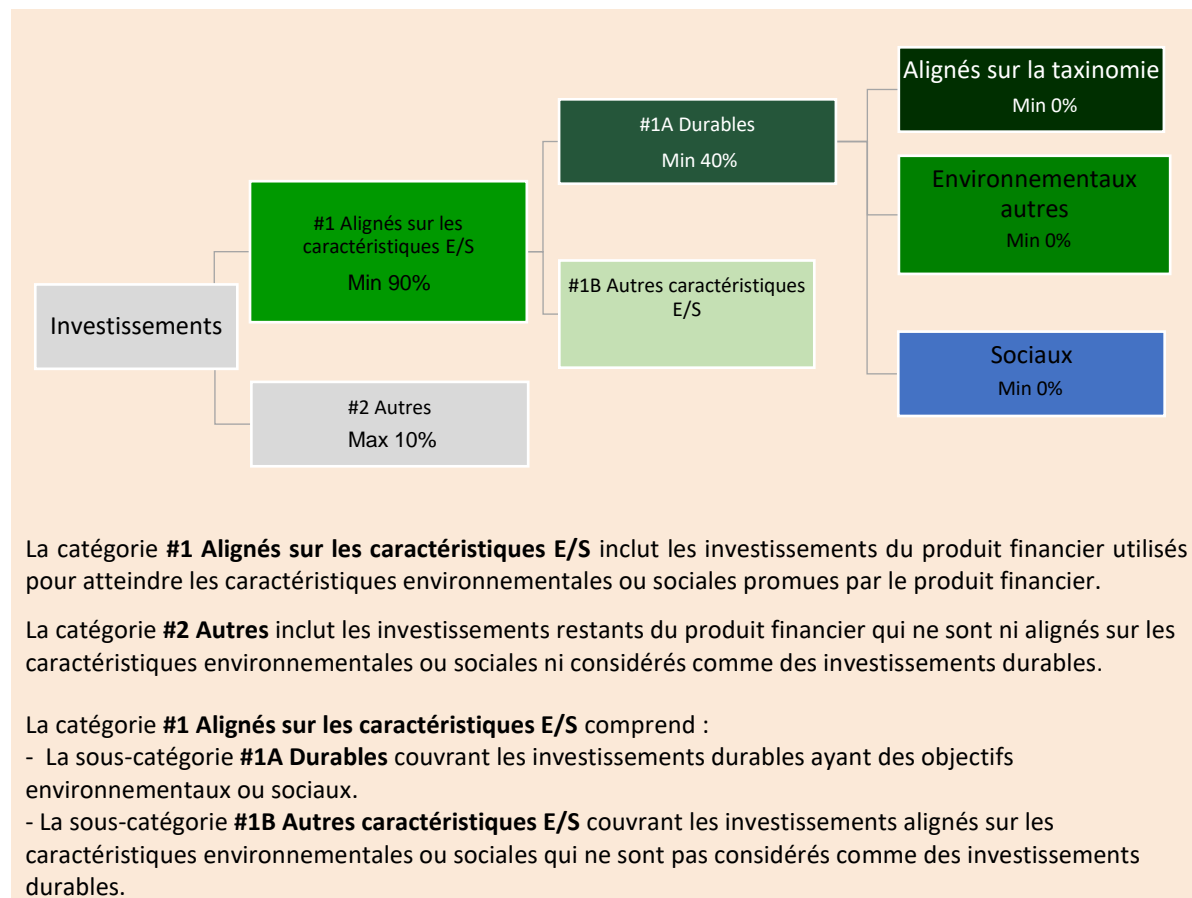 Investissements
#1 Alignés sur les
caractéristiques E/S
Min 90%
#2 Autres
Max 10%
#1A Durables
Min 40%
#1B Autres caractéristiques
E/S
Alignés sur la taxinomie
Min 0%
Environnementaux
autres
Min 0%
Sociaux
Min 0%
La catégorie #1 Alignés sur les caractéristiques E/S inclut les investissements du produit financier utilisés
pour atteindre les caractéristiques environnementales ou sociales promues par le produit financier.
La catégorie #2 Autres inclut les investissements restants du produit financier qui ne sont ni alignés sur les
caractéristiques environnementales ou sociales ni considérés comme des investissements durables.
La catégorie #1 Alignés sur les caractéristiques E/S comprend :
- La sous-catégorie #1A Durables couvrant les investissements durables ayant des objectifs
environnementaux ou sociaux.
- La sous-catégorie #1B Autres caractéristiques E/S couvrant les investissements alignés sur les
caractéristiques environnementales ou sociales qui ne sont pas considérés comme des investissements
durables.